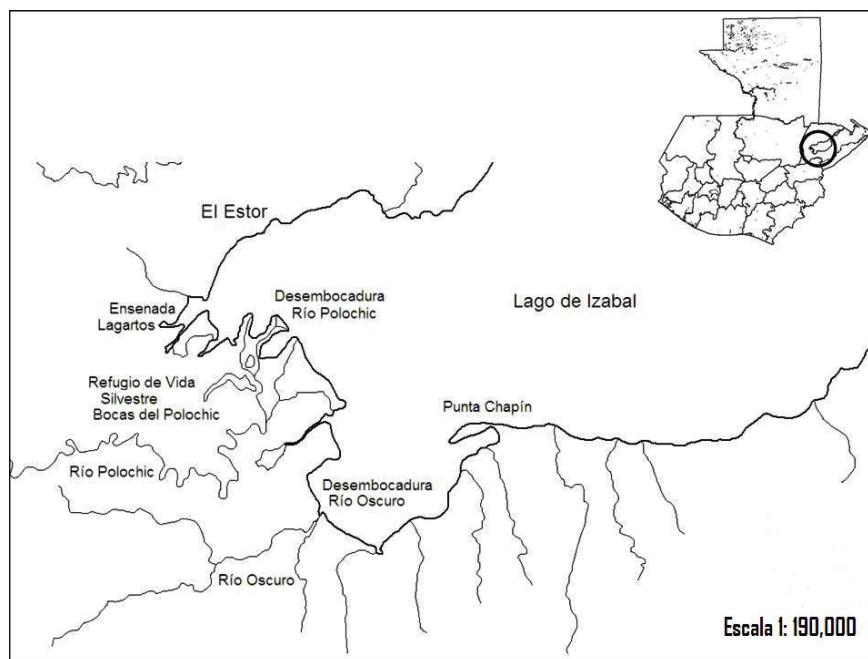 El Estor
Ensenada
Lagartos
Desembocadura
Río Polochic
Lago de Izabal
Refugio de Vida
Silvestre
Bocas del Polochic
Punta Chapín
Río Polochic
Desembocadura
Río Oscuro
Río Oscuro
Escala 1: 190,000